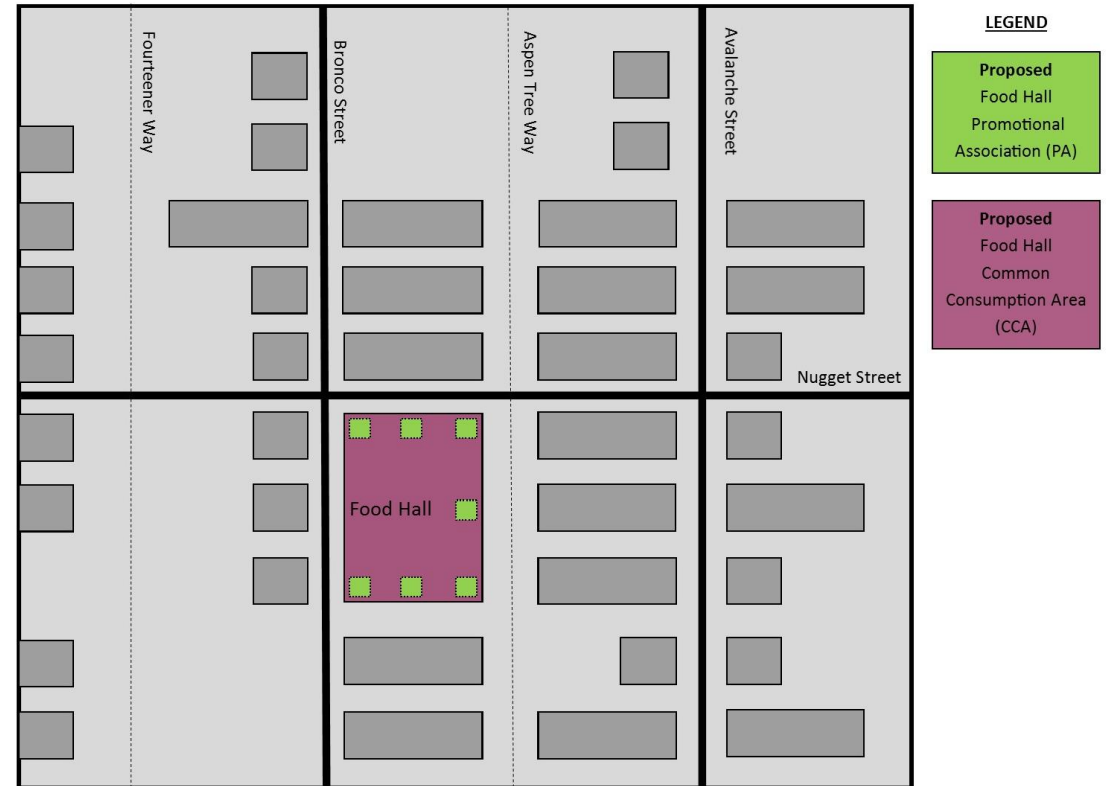 Fourteener Way
Bronco Street
Aspen Tree Way
Avalanche Street
Nugget Street
Food Hall
LEGEND
Proposed
Food Hall
Promotional
Association (PA)
Proposed
Food Hall
Common
Consumption Area
(CCA)